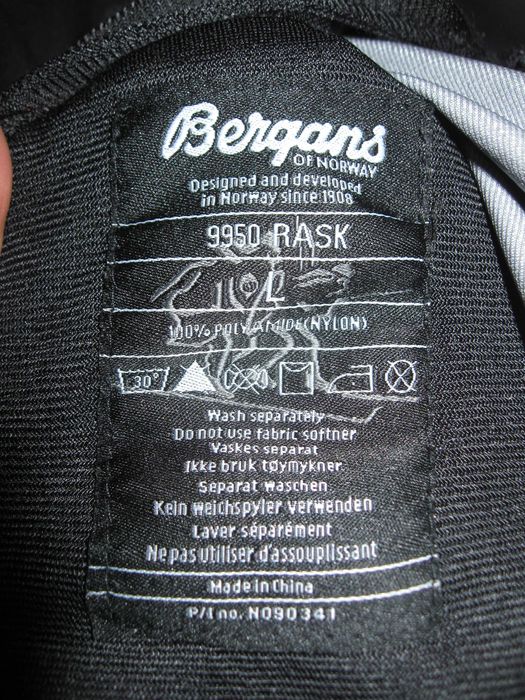 Bergans
OF NORWAY
Designed and developed
in Norway since 1908
9950 RASK
L
100% POLYAMIDE(NYLON)
30°
Wash separately
Do not use fabric softner
Vaskes separat
Ikke bruk tøymykner
Separat waschen
Kein weichspyler verwenden
Laver séparément
Ne pas utiliser d'assouplissant
Made in China
P/I no. N090341